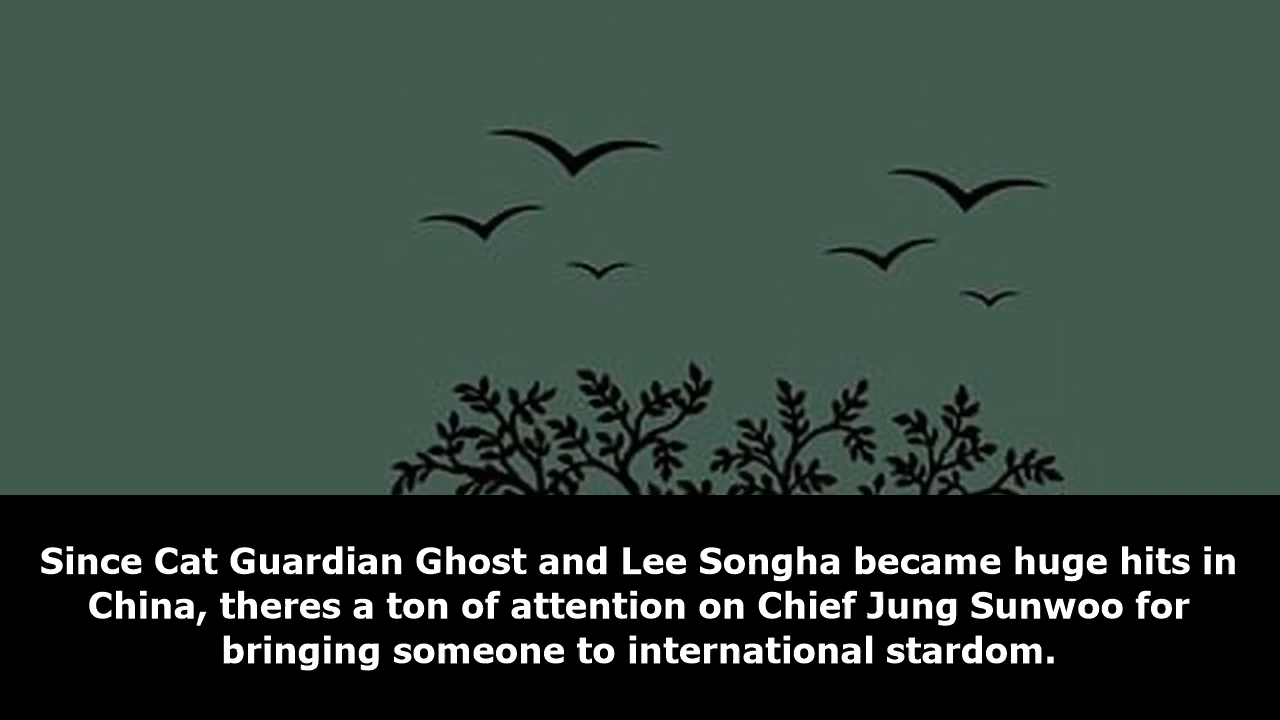 Since Cat Guardian Ghost and Lee Songha became huge hits in
China, theres a ton of attention on Chief Jung Sunwoo for
bringing someone to international stardom.